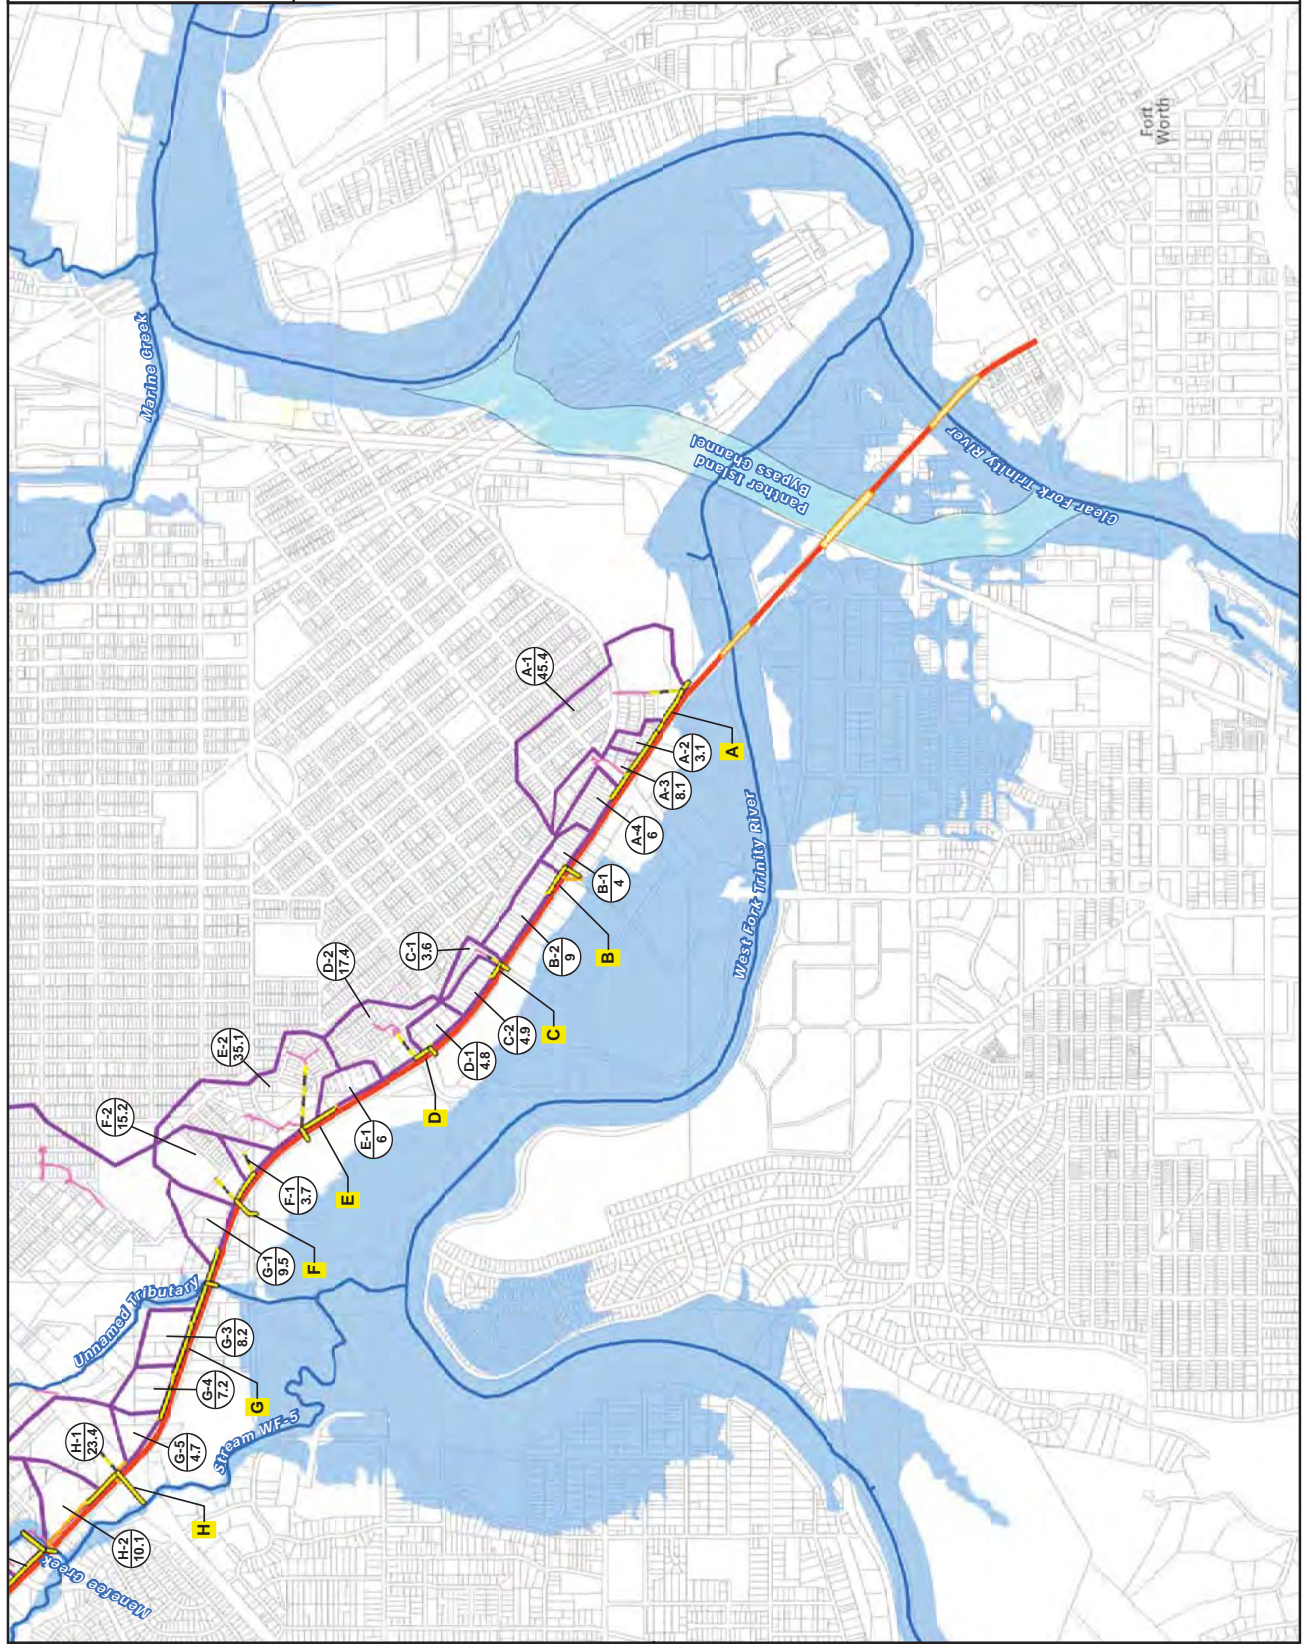 Fort
Worth
Marine Creek
Panther Island
Bypass Channel
Clear Fork Trinity River
West Fork Trinity River
A-1
45.4
A-2
3.1
A-3
8.1
A-4
6
A
B-1
4
B-2
9
B
C-1
3.6
C-2
4.9
C
D-2
17.4
D-1
4.8
D
E-2
35.1
E-1
6
E
F-2
15.2
F-1
3.7
F
G-1
9.5
Unnamed Tributary
G-3
8.2
G-4
7.2
G
G-5
4.7
Stream WF-5
H-1
23.4
H
H-2
10.1
Menefee Creek